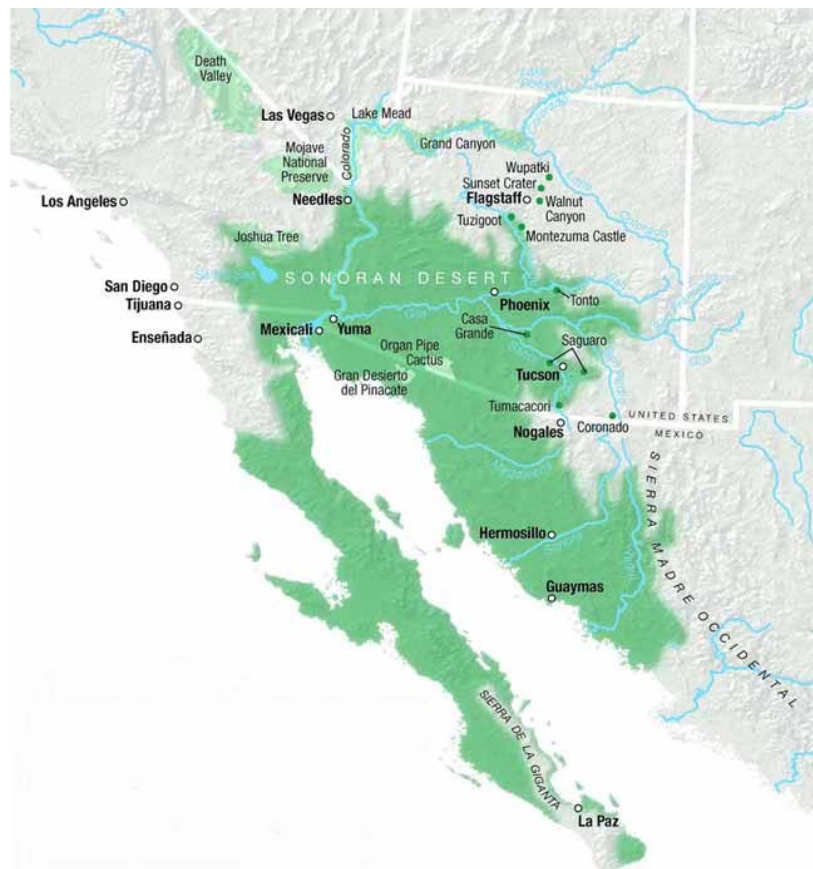 Death
Valley
Las Vegas
Lake Mead
Colorado
Grand Canyon
Mojave
National
Preserve
Wupatki
Sunset Crater
Flagstaff
Walnut
Canyon
Needles
Los Angeles
Tuzigoot
Montezuma Castle
Joshua Tree
SONORAN DESERT
San Diego
Tijuana
Phoenix
Tonto
Mexicali
Yuma
Gila
Casa
Grande
Enseñada
Organ Pipe
Cactus
Saguaro
Gila
Gran Desierto
del Pinacate
Tucson
Tumacacori
UNITED STATES
Nogales
Coronado
MEXICO
SIERRA MADRE OCCIDENTAL
Hermosillo
Sonora
Guaymas
SIERRA DE LA GIGANTA
La Paz